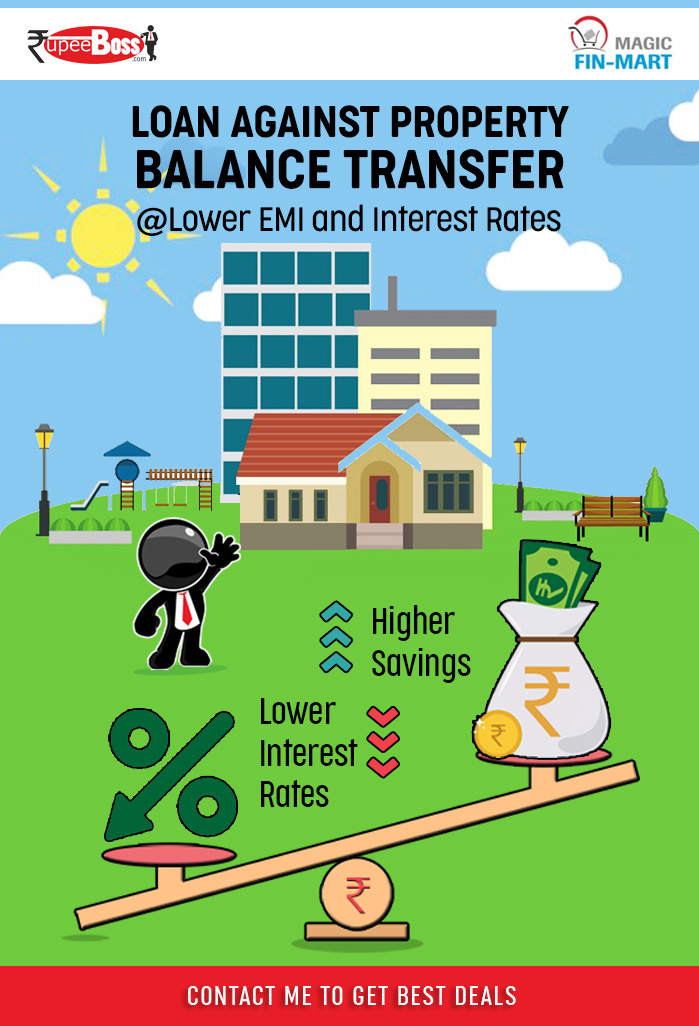 ₹upeeBoss
.com
MAGIC
FIN-MART
LOAN AGAINST PROPERTY
BALANCE TRANSFER
@Lower EMI and Interest Rates
Higher
Savings
₹
₹
Lower
Interest
Rates
%
₹
CONTACT ME TO GET BEST DEALS